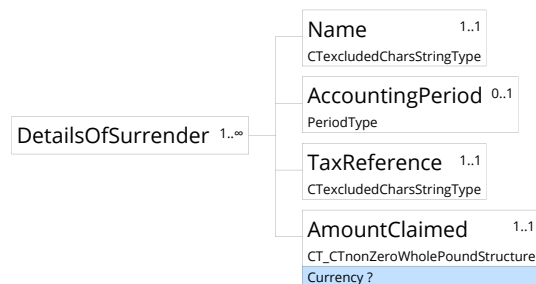 Name 1..1
CTexcludedCharsStringType
AccountingPeriod 0..1
PeriodType
DetailsOfSurrender 1..∞
TaxReference 1..1
CTexcludedCharsStringType
AmountClaimed 1..1
CT_CTnonZeroWholePoundStructure
Currency ?